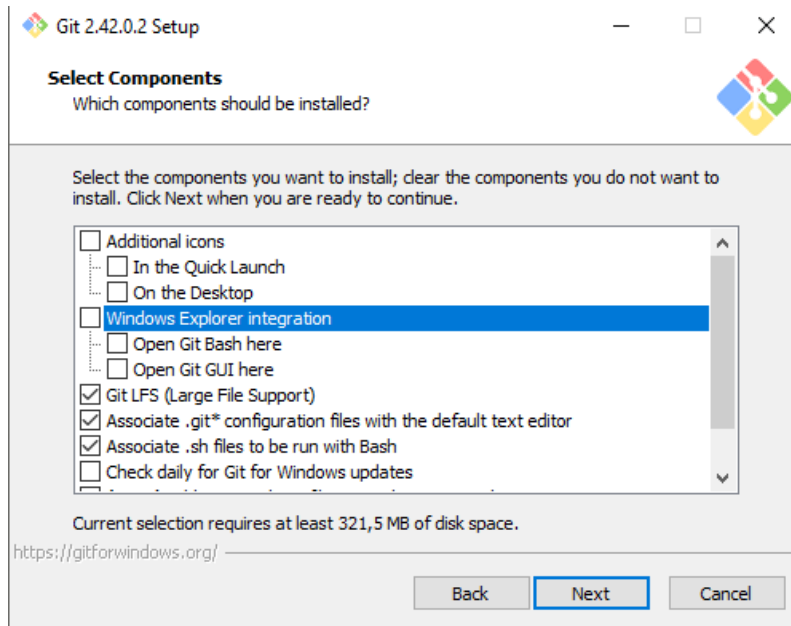 Git 2.42.0.2 Setup
Select Components
Which components should be installed?
Select the components you want to install; clear the components you do not want to
install. Click Next when you are ready to continue.
Additional icons
In the Quick Launch
On the Desktop
Windows Explorer integration
Open Git Bash here
Open Git GUI here
Git LFS (Large File Support)
Associate .git* configuration files with the default text editor
Associate .sh files to be run with Bash
Check daily for Git for Windows updates
Current selection requires at least 321,5 MB of disk space.
https://gitforwindows.org/
Back
Next
Cancel